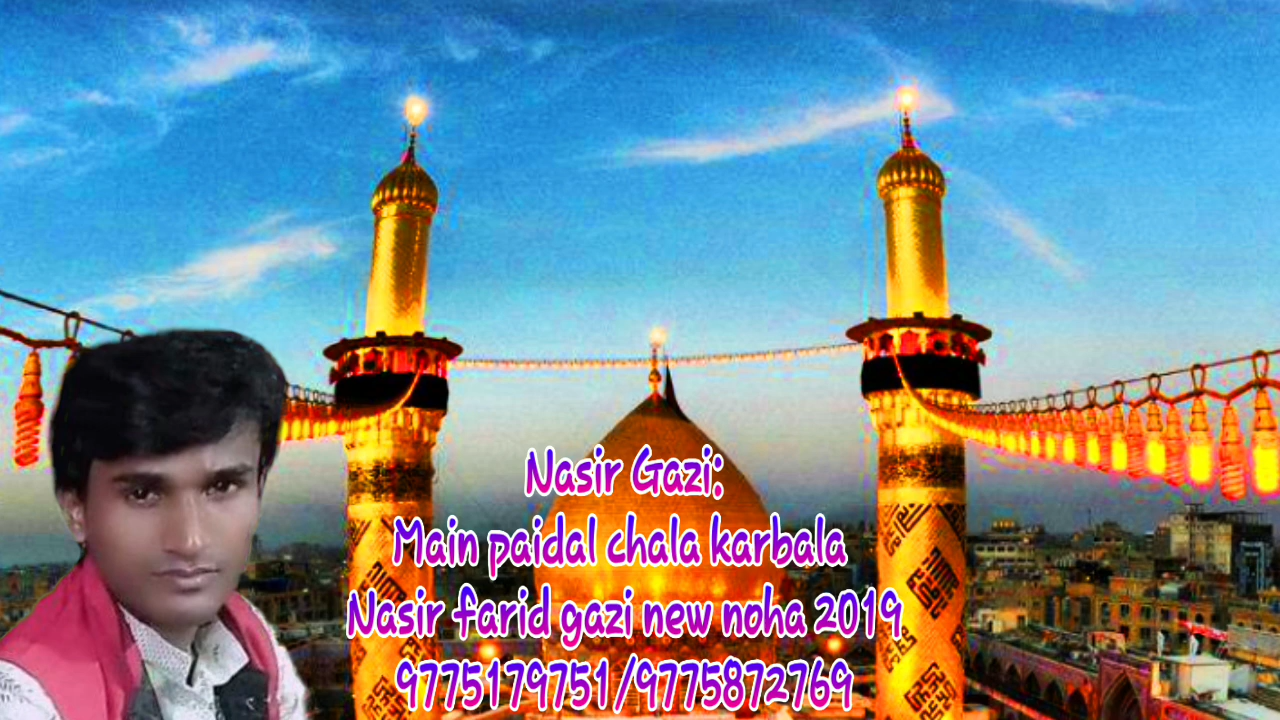 Nasir Gazi:
Main paidal chala karbala
Nasir farid gazi new noha 2019
9775179751/9775872769